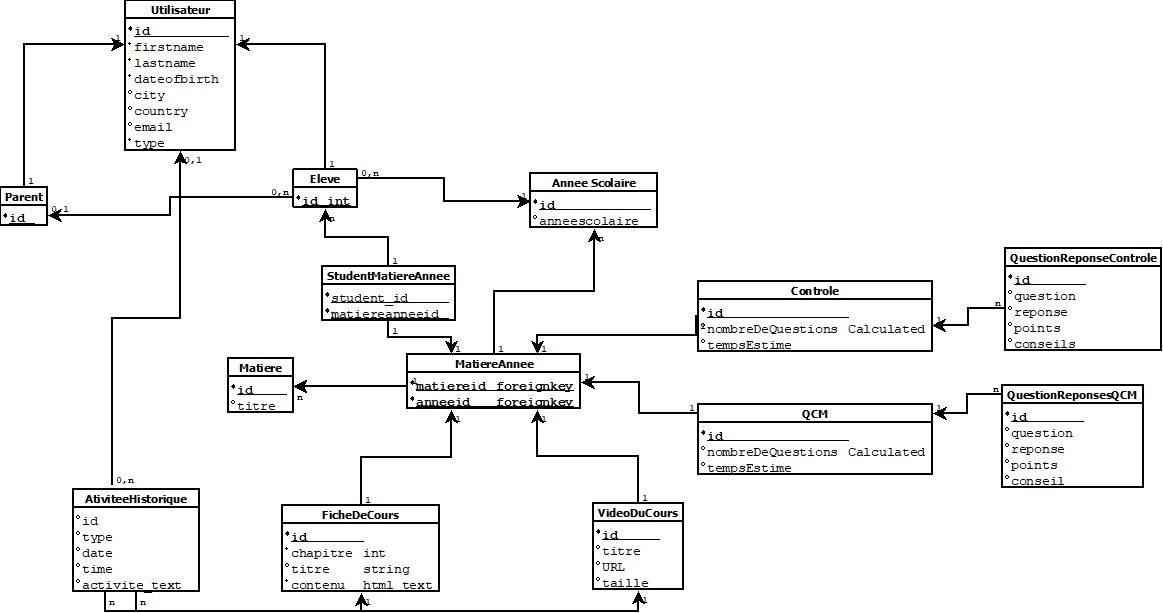 Utilisateur
id
firstname
lastname
dateofbirth
city
country
email
type
1
1
0,1
1
1
Parent
id
0,1
0,n
Eleve
id int
0,n
n
Annee Scolaire
id
anneescolaire
1
n
1
StudentMatiereAnnee
student_id
matiereanneeid
1
Controle
id
nombreDeQuestions Calculated
tempsEstime
1
QuestionReponseControle
id
question
reponse
points
conseils
n
Matiere
id
titre
n
1
1
1
MatiereAnnee
matiereid foreignkey
anneeid foreignkey
1
1
1
1
1
QCM
id
nombreDeQuestions Calculated
tempsEstime
1
1
QuestionReponsesQCM
id
question
reponse
points
conseil
n
0,n
AtiviteeHistorique
id
type
date
time
activite_text
n
n
1
FicheDeCours
id
chapitre int
titre string
contenu html text
1
1
VideoDuCours
id
titre
URL
taille
1